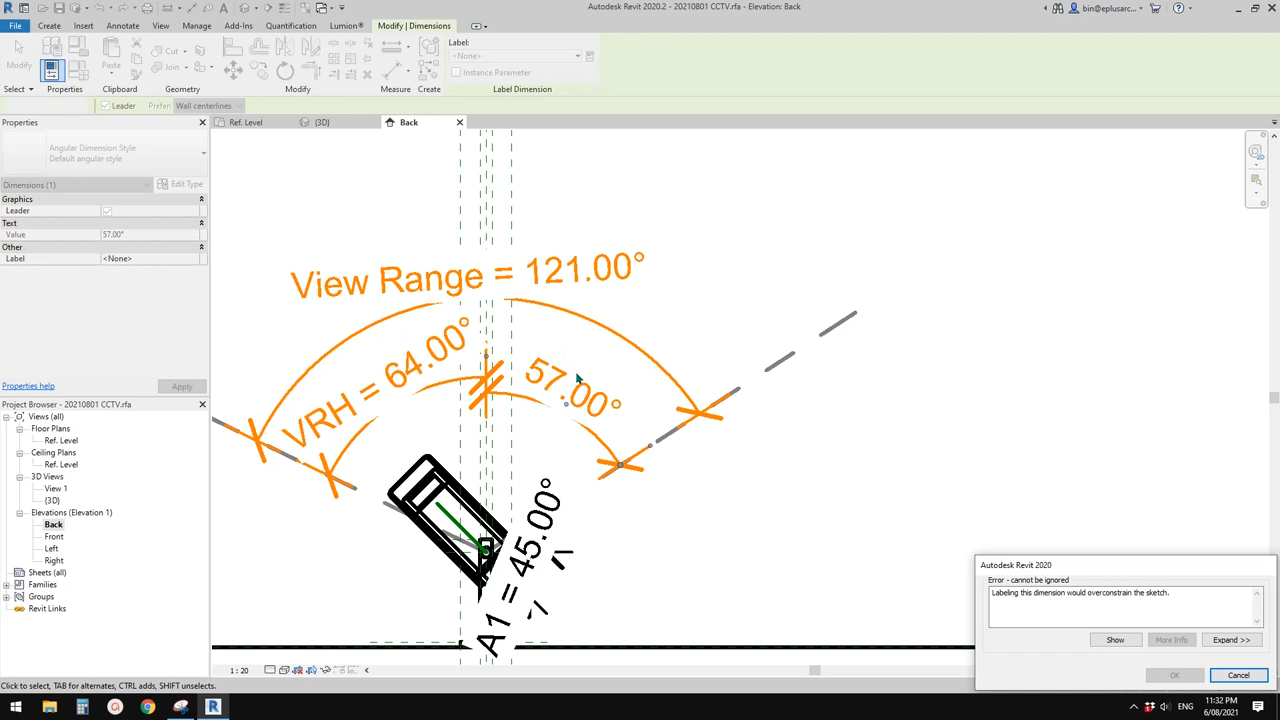 Autodesk Revit 2020.2 - 20210801 CCTV.rfa - Elevation: Back
bin@eplusarc...
File Create Insert Annotate View Manage Add-Ins Quantification Lumion® Modify | Dimensions
Modify
Paste
Cut
Join
Label:
<None>
Instance Parameter
Select Properties Clipboard Geometry Modify Measure Create Label Dimension
Leader Prefer: Wall centerlines
Properties
Ref. Level {3D} Back
Angular Dimension Style
Default angular style
Dimensions (1) Edit Type
Graphics
Leader
Text
Value 57.00°
Other
Label <None>
Properties help Apply
Project Browser - 20210801 CCTV.rfa
Views (all)
Floor Plans
Ref. Level
Ceiling Plans
Ref. Level
3D Views
View 1
{3D}
Elevations (Elevation 1)
Back
Front
Left
Right
Sheets (all)
Families
Groups
Revit Links
View Range = 121.00°
VRH = 64.00°
57.00°
A1 = 45.00°
Autodesk Revit 2020
Error - cannot be ignored
Labeling this dimension would overconstrain the sketch.
Show More Info Expand >>
OK Cancel
1 : 20
Click to select, TAB for alternates, CTRL adds, SHIFT unselects.
ENG
11:32 PM
6/08/2021